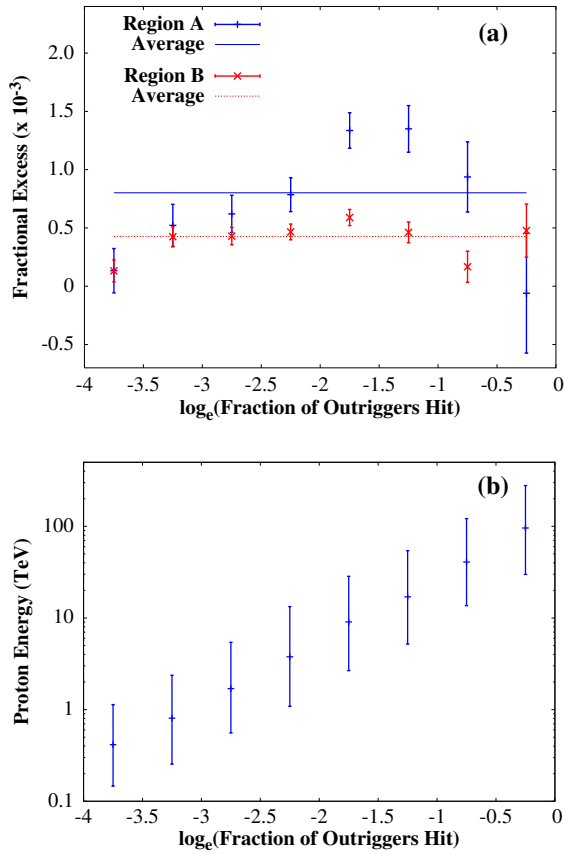 (a)
Region A
Average
Region B
Average
Fractional Excess (x 10⁻³)
2.0
1.5
1.0
0.5
0
-0.5
-4 -3.5 -3 -2.5 -2 -1.5 -1 -0.5 0
logₑ(Fraction of Outriggers Hit)
(b)
Proton Energy (TeV)
100
10
1
0.1
-4 -3.5 -3 -2.5 -2 -1.5 -1 -0.5 0
logₑ(Fraction of Outriggers Hit)